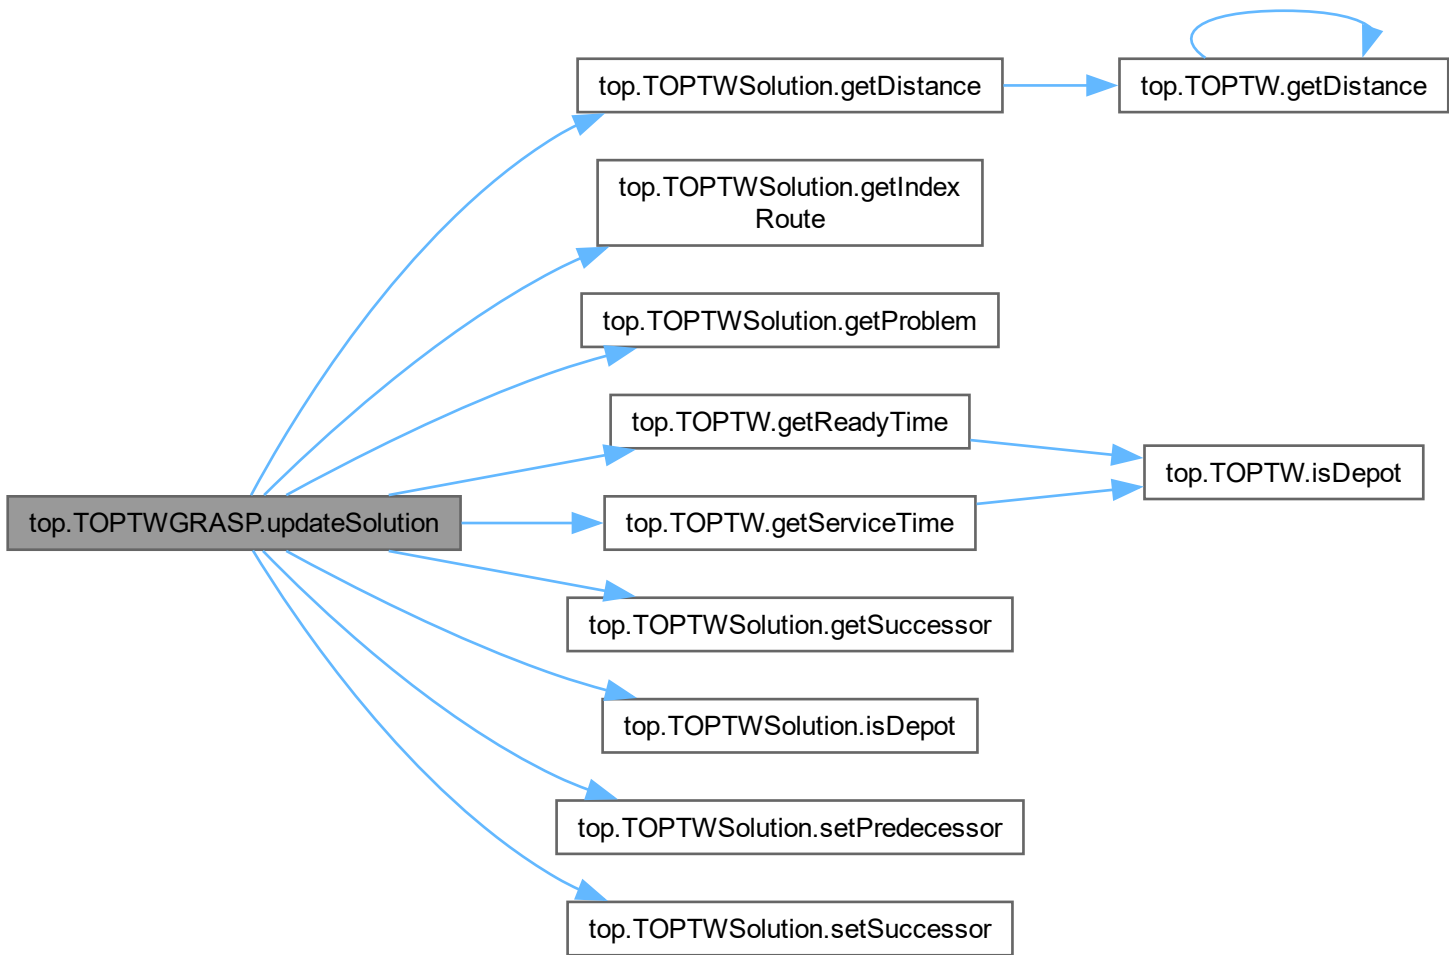 top.TOPTWSolution.getDistance
top.TOPTW.getDistance
top.TOPTWSolution.getIndex
Route
top.TOPTWSolution.getProblem
top.TOPTW.getReadyTime
top.TOPTW.isDepot
top.TOPTWGRASP.updateSolution
top.TOPTW.getServiceTime
top.TOPTWSolution.getSuccessor
top.TOPTWSolution.isDepot
top.TOPTWSolution.setPredecessor
top.TOPTWSolution.setSuccessor